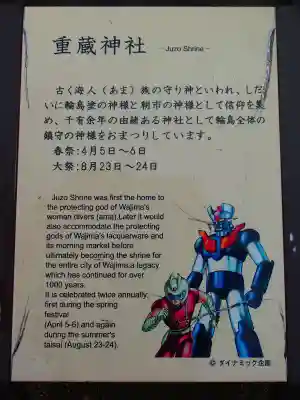 重蔵神社 -Juzo Shrine-
古く海人(あま)族の守り神といわれ、しだ
いに輪島塗の神様と朝市の神様として信仰を集
め、千有余年の由緒ある神社として輪島全体の
鎮守の神様をおまつりしています。
春祭:4月5日〜6日
大祭:8月23日〜24日
Juzo Shrine was first the home to
the protecting god of Wajima's
woman divers (ama).Later it would
also accommodate the protecting
gods of Wajima's lacquerware and
its morning market before
ultimately becoming the shrine for
the entire city of Wajima:a legacy
which has continued for over
1000 years.
It is celebrated twice annually,
first during the spring
festival
(April 5-6) and again
during the summer's
taisai (August 23-24).
© ダイナミック企画